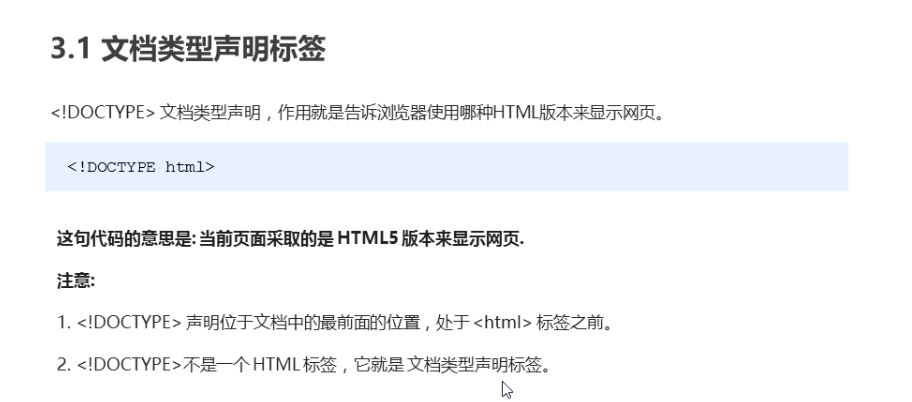 3.1 文档类型声明标签
<!DOCTYPE> 文档类型声明，作用就是告诉浏览器使用哪种HTML版本来显示网页。
<!DOCTYPE html>
这句代码的意思是: 当前页面采取的是 HTML5 版本来显示网页.
注意:
1. <!DOCTYPE> 声明位于文档中的最前面的位置，处于 <html> 标签之前。
2. <!DOCTYPE>不是一个 HTML 标签，它就是 文档类型声明标签。